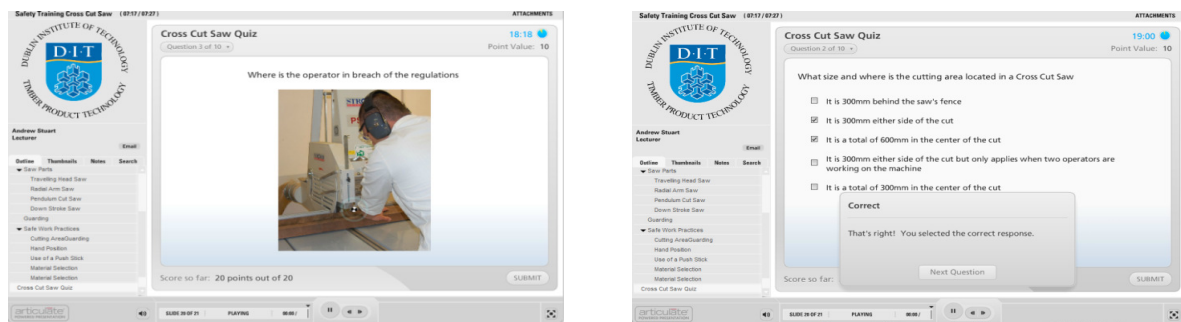 Safety Training Cross Cut Saw ( 07:17 / 07:27 )
ATTACHMENTS
DUBLIN INSTITUTE OF TECHNOLOGY
D·I·T
TIMBER PRODUCT TECHNOLOGY
Andrew Stuart
Lecturer
Email
Outline Thumbnails Notes Search
Saw Parts
Travelling Head Saw
Radial Arm Saw
Pendulum Cut Saw
Down Stroke Saw
Guarding
Safe Work Practices
Cutting AreaGuarding
Hand Position
Use of a Push Stick
Material Selection
Material Selection
Cross Cut Saw Quiz
Cross Cut Saw Quiz
18:18
Question 3 of 10
Point Value: 10
Where is the operator in breach of the regulations
Score so far: 20 points out of 20
SUBMIT
articulate
POWERED PRESENTATION
SLIDE 20 OF 21
PLAYING
00:00 /
Safety Training Cross Cut Saw ( 07:17 / 07:27 )
ATTACHMENTS
DUBLIN INSTITUTE OF TECHNOLOGY
D·I·T
TIMBER PRODUCT TECHNOLOGY
Andrew Stuart
Lecturer
Email
Outline Thumbnails Notes Search
Saw Parts
Travelling Head Saw
Radial Arm Saw
Pendulum Cut Saw
Down Stroke Saw
Guarding
Safe Work Practices
Cutting AreaGuarding
Hand Position
Use of a Push Stick
Material Selection
Material Selection
Cross Cut Saw Quiz
Cross Cut Saw Quiz
19:00
Question 2 of 10
Point Value: 10
What size and where is the cutting area located in a Cross Cut Saw
It is 300mm behind the saw's fence
It is 300mm either side of the cut
It is a total of 600mm in the center of the cut
It is 300mm either side of the cut but only applies when two operators are
working on the machine
It is a total of 300mm in the center of the cut
Correct
That's right! You selected the correct response.
Next Question
Score so far:
SUBMIT
articulate
POWERED PRESENTATION
SLIDE 20 OF 21
PLAYING
00:00 /